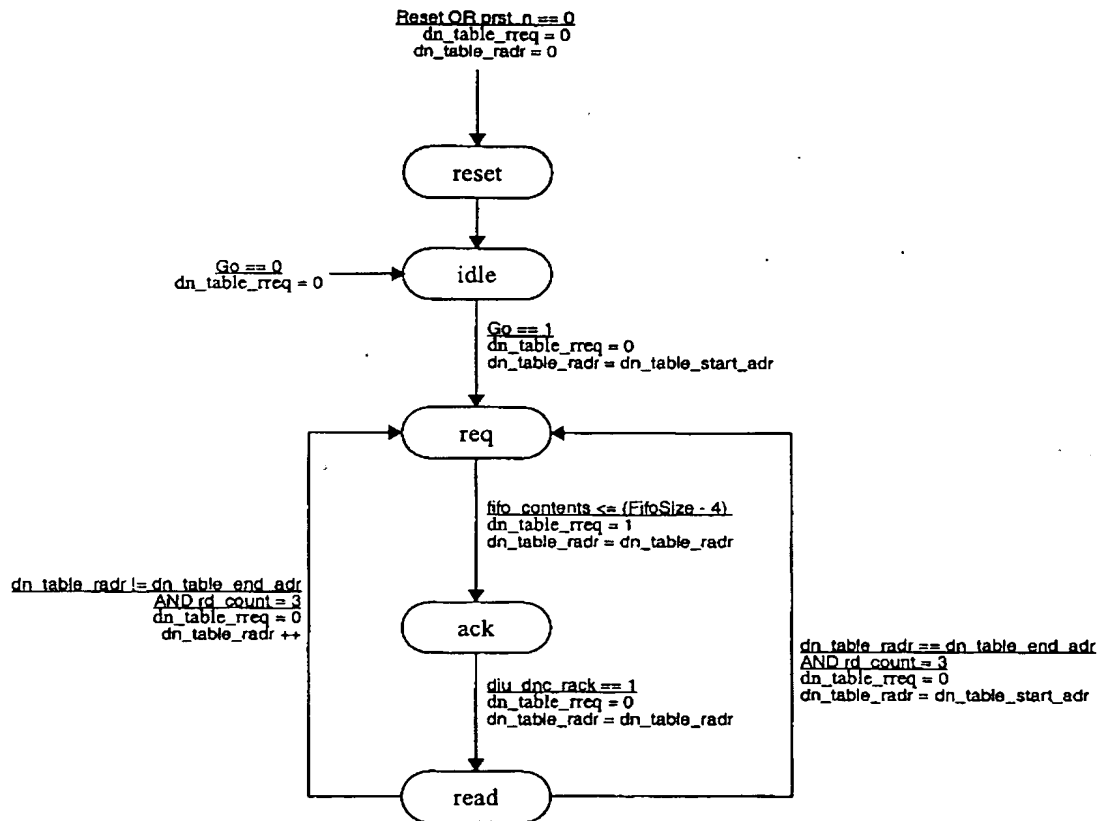 Reset OR prst_n == 0
dn_table_rreq = 0
dn_table_radr = 0
reset
idle
Go == 0
dn_table_rreq = 0
Go == 1
dn_table_rreq = 0
dn_table_radr = dn_table_start_adr
req
fifo_contents <= (FifoSize - 4)
dn_table_rreq = 1
dn_table_radr = dn_table_radr
dn_table_radr != dn_table_end_adr
AND rd_count = 3
dn_table_rreq = 0
dn_table_radr ++
ack
dn_table_radr == dn_table_end_adr
AND rd_count = 3
dn_table_rreq = 0
dn_table_radr = dn_table_start_adr
diu_dnc_rack == 1
dn_table_rreq = 0
dn_table_radr = dn_table_radr
read